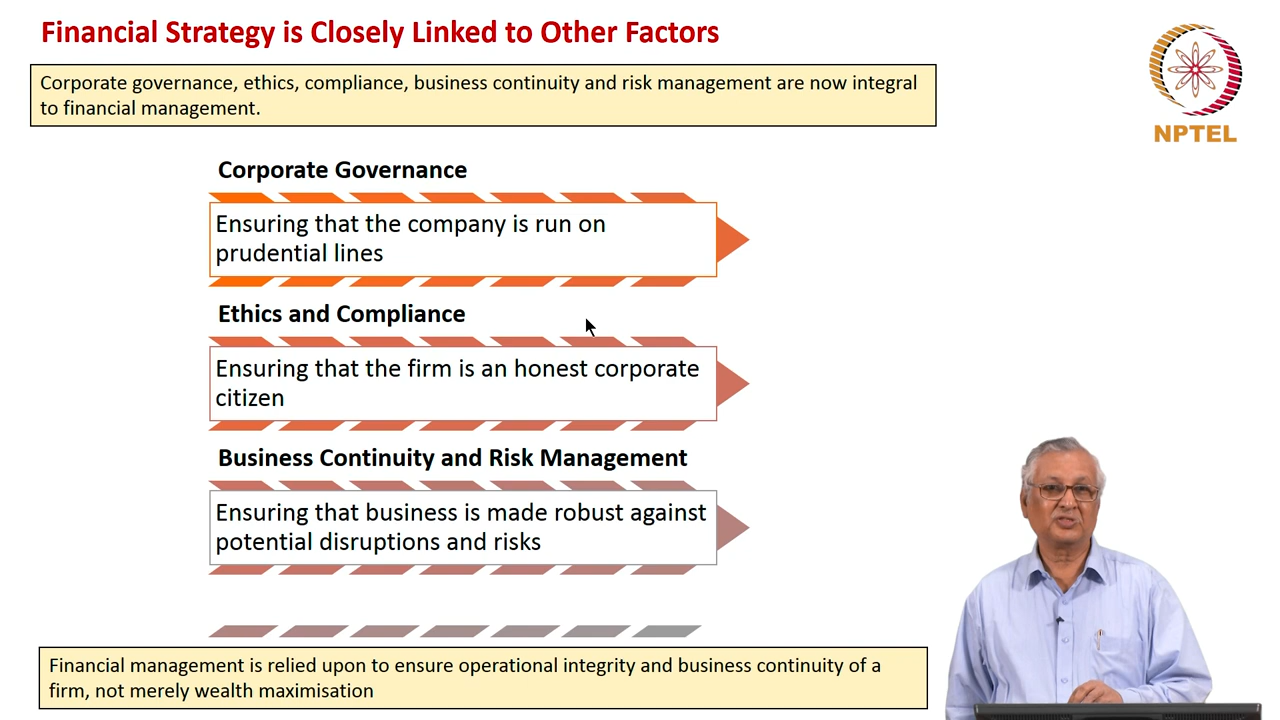 Financial Strategy is Closely Linked to Other Factors
Corporate governance, ethics, compliance, business continuity and risk management are now integral
to financial management.
NPTEL
Corporate Governance
Ensuring that the company is run on
prudential lines
Ethics and Compliance
Ensuring that the firm is an honest corporate
citizen
Business Continuity and Risk Management
Ensuring that business is made robust against
potential disruptions and risks
Financial management is relied upon to ensure operational integrity and business continuity of a
firm, not merely wealth maximisation